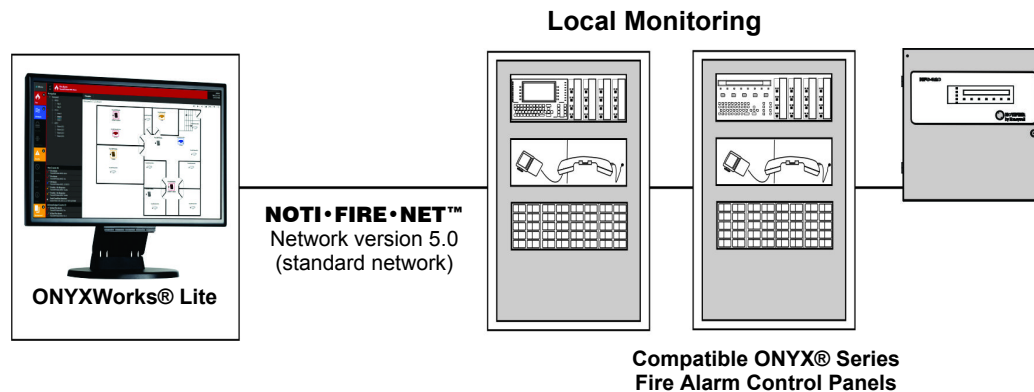 Local Monitoring
NOTI•FIRE•NET™
Network version 5.0
(standard network)
ONYXWorks® Lite
Compatible ONYX® Series
Fire Alarm Control Panels